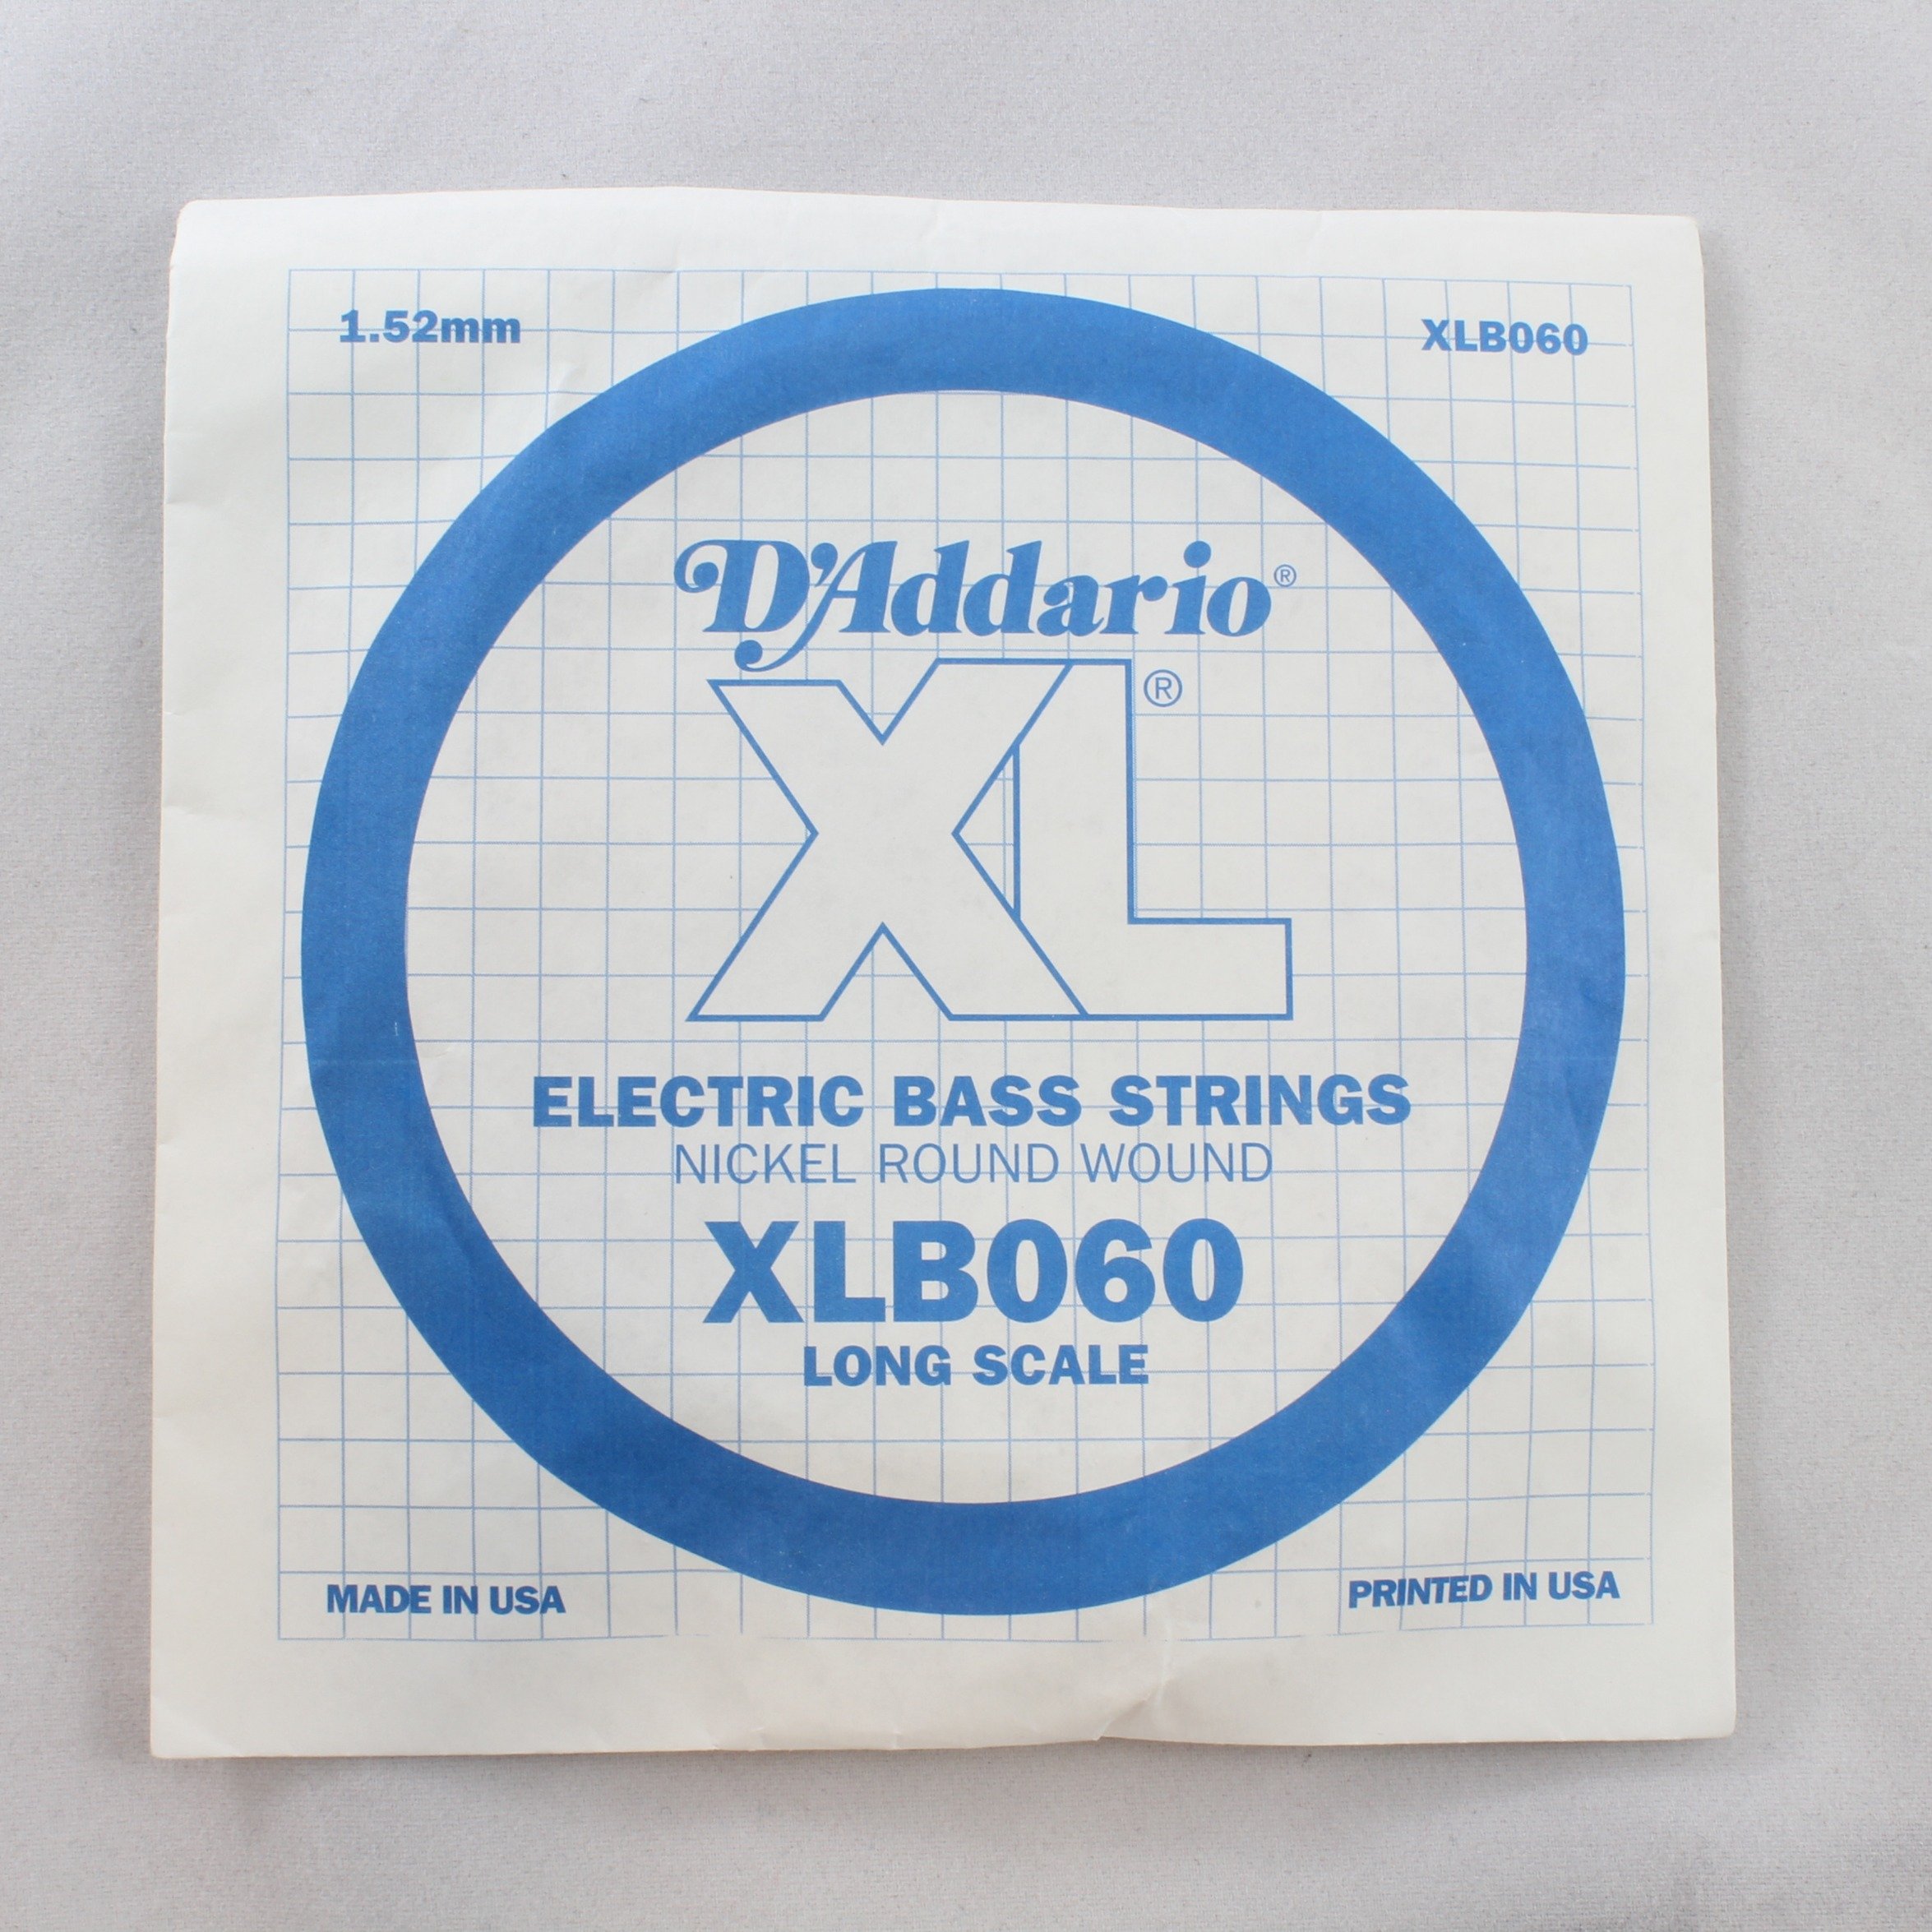 1.52mm
XLB060
D'Addario®
XL®
ELECTRIC BASS STRINGS
NICKEL ROUND WOUND
XLB060
LONG SCALE
MADE IN USA
PRINTED IN USA